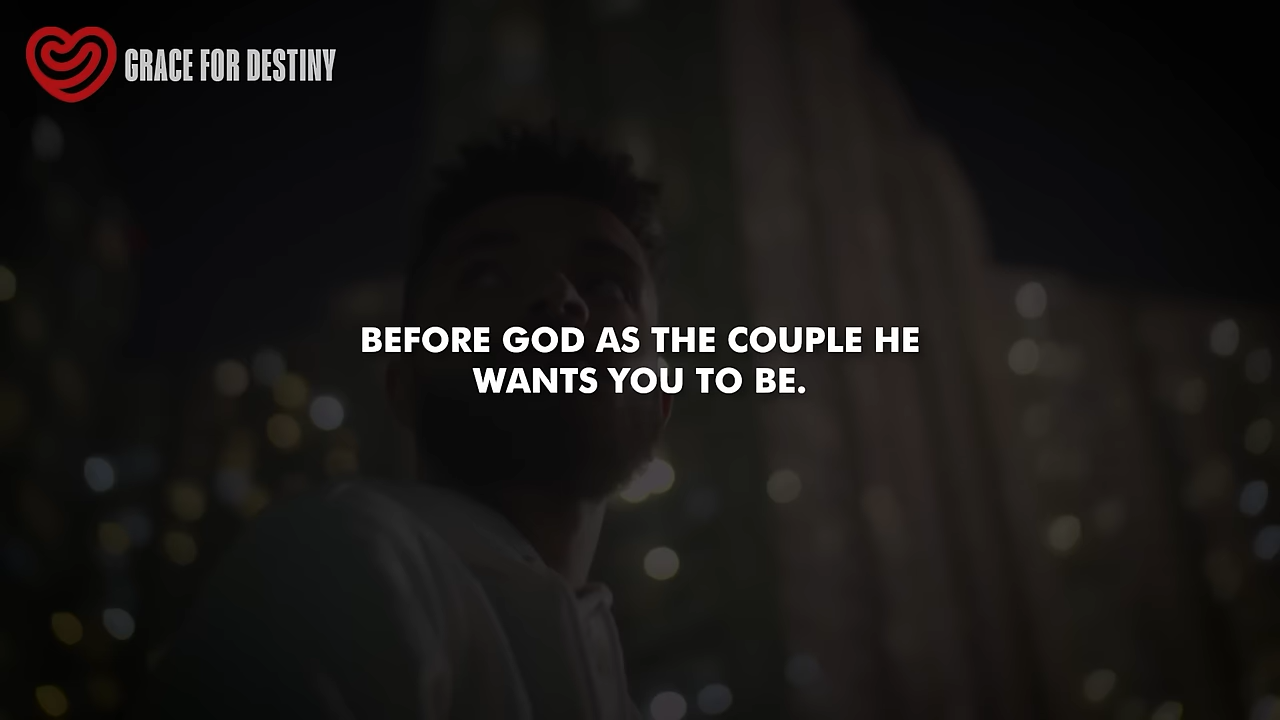 GRACE FOR DESTINY
BEFORE GOD AS THE COUPLE HE
WANTS YOU TO BE.